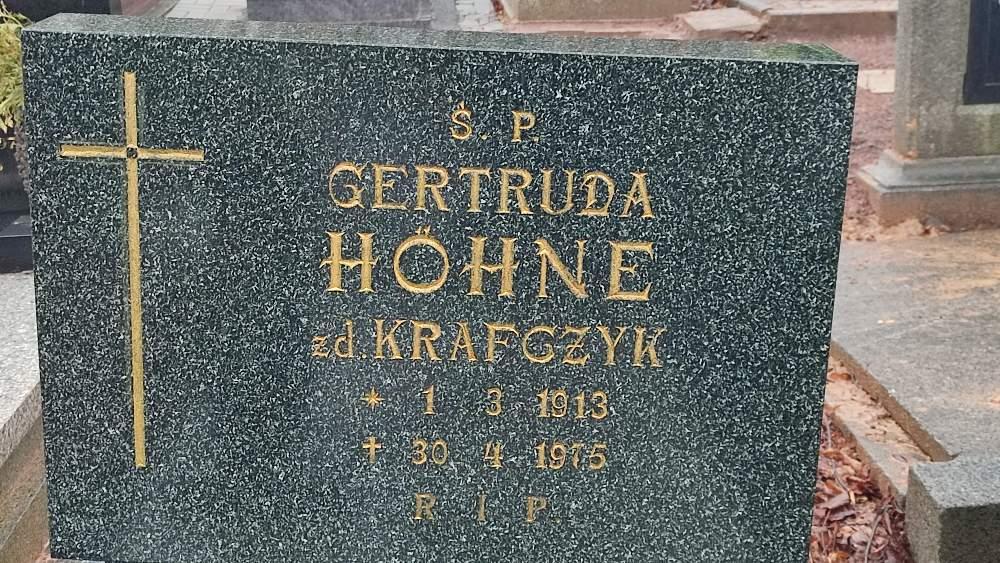 Ś. P.
GERTRUDA
HÖHNE
zd. KRAFCZYK
* 1 3 1913
✝ 30 4 1975
R I P.